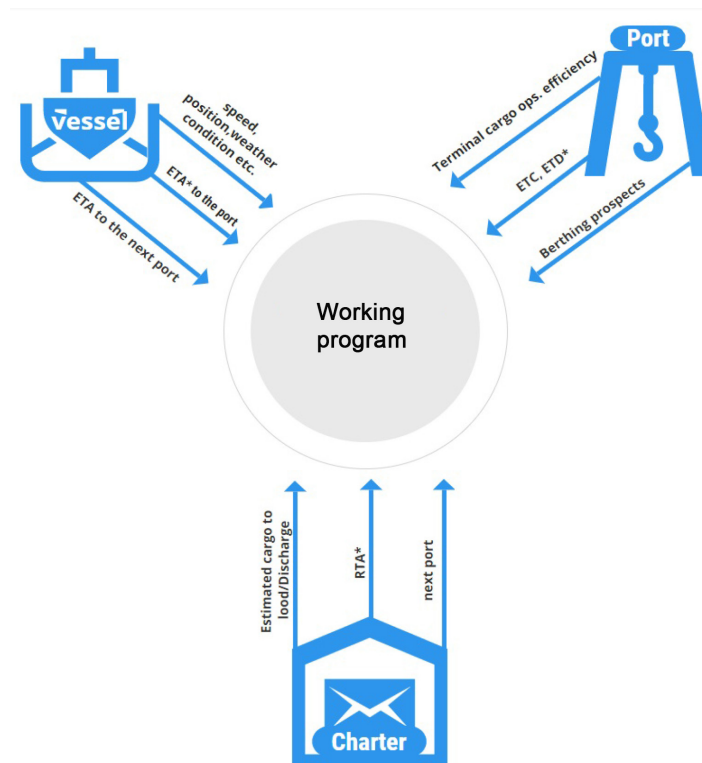 vessel
speed,
position,weather
condition etc.
ETA* to the port
ETA to the next port
Port
Terminal cargo ops. efficiency
ETC, ETD*
Berthing prospects
Working
program
Estimated cargo to
lood/Discharge
RTA*
next port
Charter